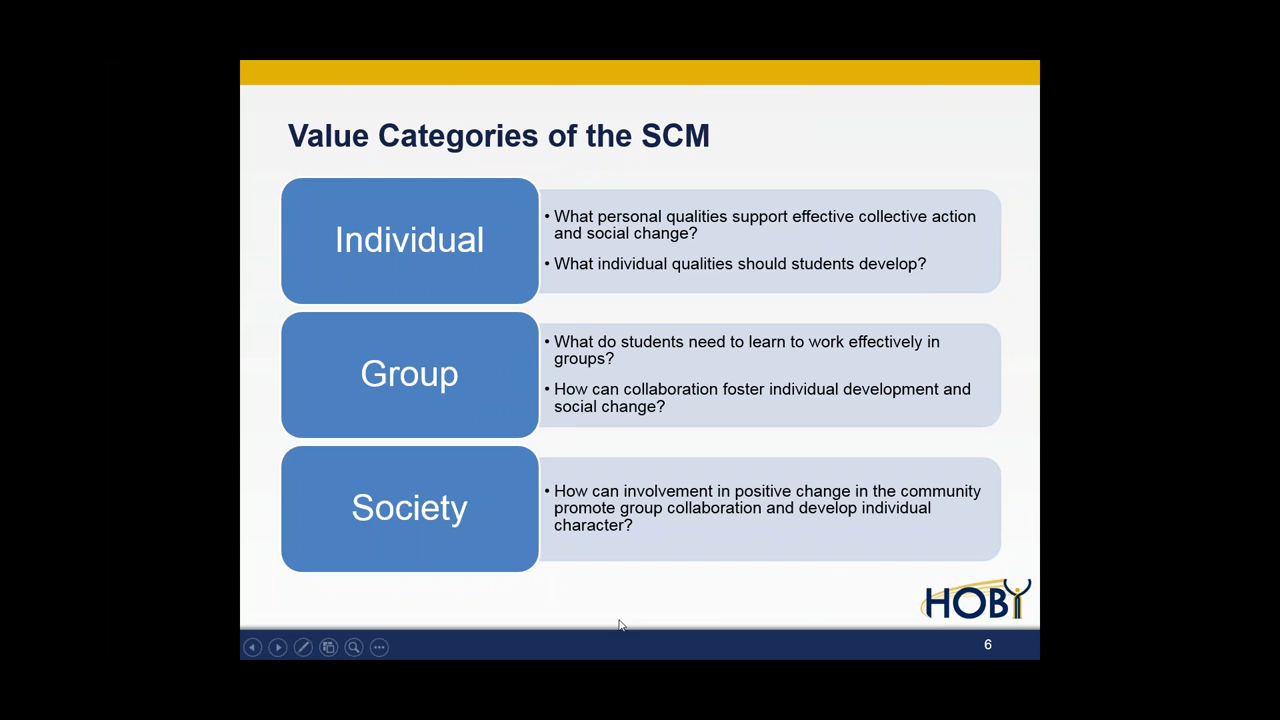 Value Categories of the SCM
Individual
• What personal qualities support effective collective action
and social change?
• What individual qualities should students develop?
Group
• What do students need to learn to work effectively in
groups?
• How can collaboration foster individual development and
social change?
Society
• How can involvement in positive change in the community
promote group collaboration and develop individual
character?
HOBY
6